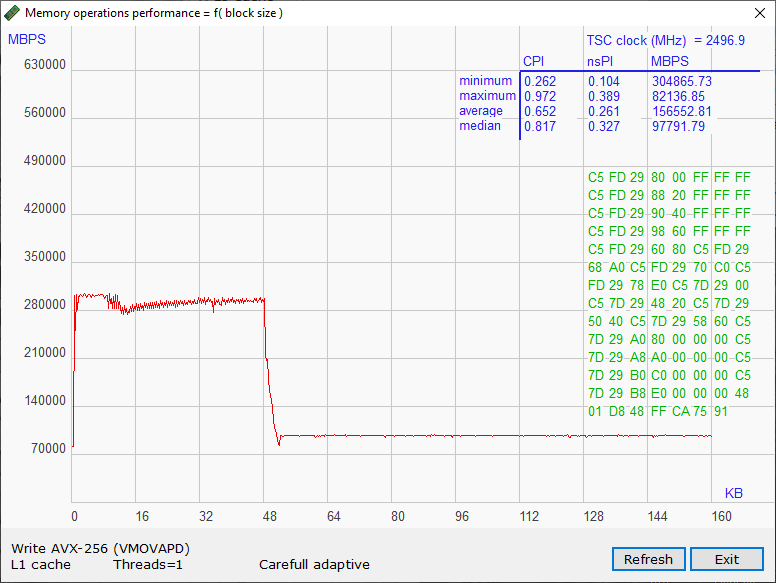 Memory operations performance = f( block size )
MBPS
TSC clock (MHz) = 2496.9
CPI nsPI MBPS
minimum 0.262 0.104 304865.73
maximum 0.972 0.389 82136.85
average 0.652 0.261 156552.81
median 0.817 0.327 97791.79
630000
560000
490000
420000
350000
280000
210000
140000
70000
C5 FD 29 80 00 FF FF FF
C5 FD 29 88 20 FF FF FF
C5 FD 29 90 40 FF FF FF
C5 FD 29 98 60 FF FF FF
C5 FD 29 60 80 C5 FD 29
68 A0 C5 FD 29 70 C0 C5
FD 29 78 E0 C5 7D 29 00
C5 7D 29 48 20 C5 7D 29
50 40 C5 7D 29 58 60 C5
7D 29 A0 80 00 00 00 C5
7D 29 A8 A0 00 00 00 C5
7D 29 B0 C0 00 00 00 C5
7D 29 B8 E0 00 00 00 48
01 D8 48 FF CA 75 91
KB
0 16 32 48 64 80 96 112 128 144 160
Write AVX-256 (VMOVAPD)
L1 cache Threads=1 Carefull adaptive
Refresh Exit